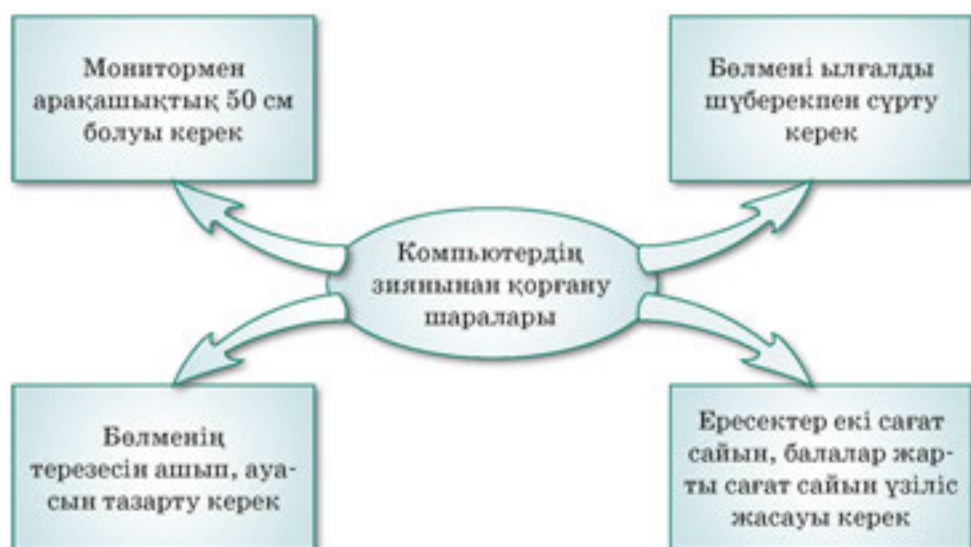 Монитормен
арақашықтық 50 см
болуы керек
Бөлмені ылғалды
шүберекпен сүрту
керек
Компьютердің
зиянынан қорғану
шаралары
Бөлменің
терезесін ашып, ауа-
сын тазарту керек
Ересектер екі сағат
сайын, балалар жар-
ты сағат сайын үзіліс
жасауы керек